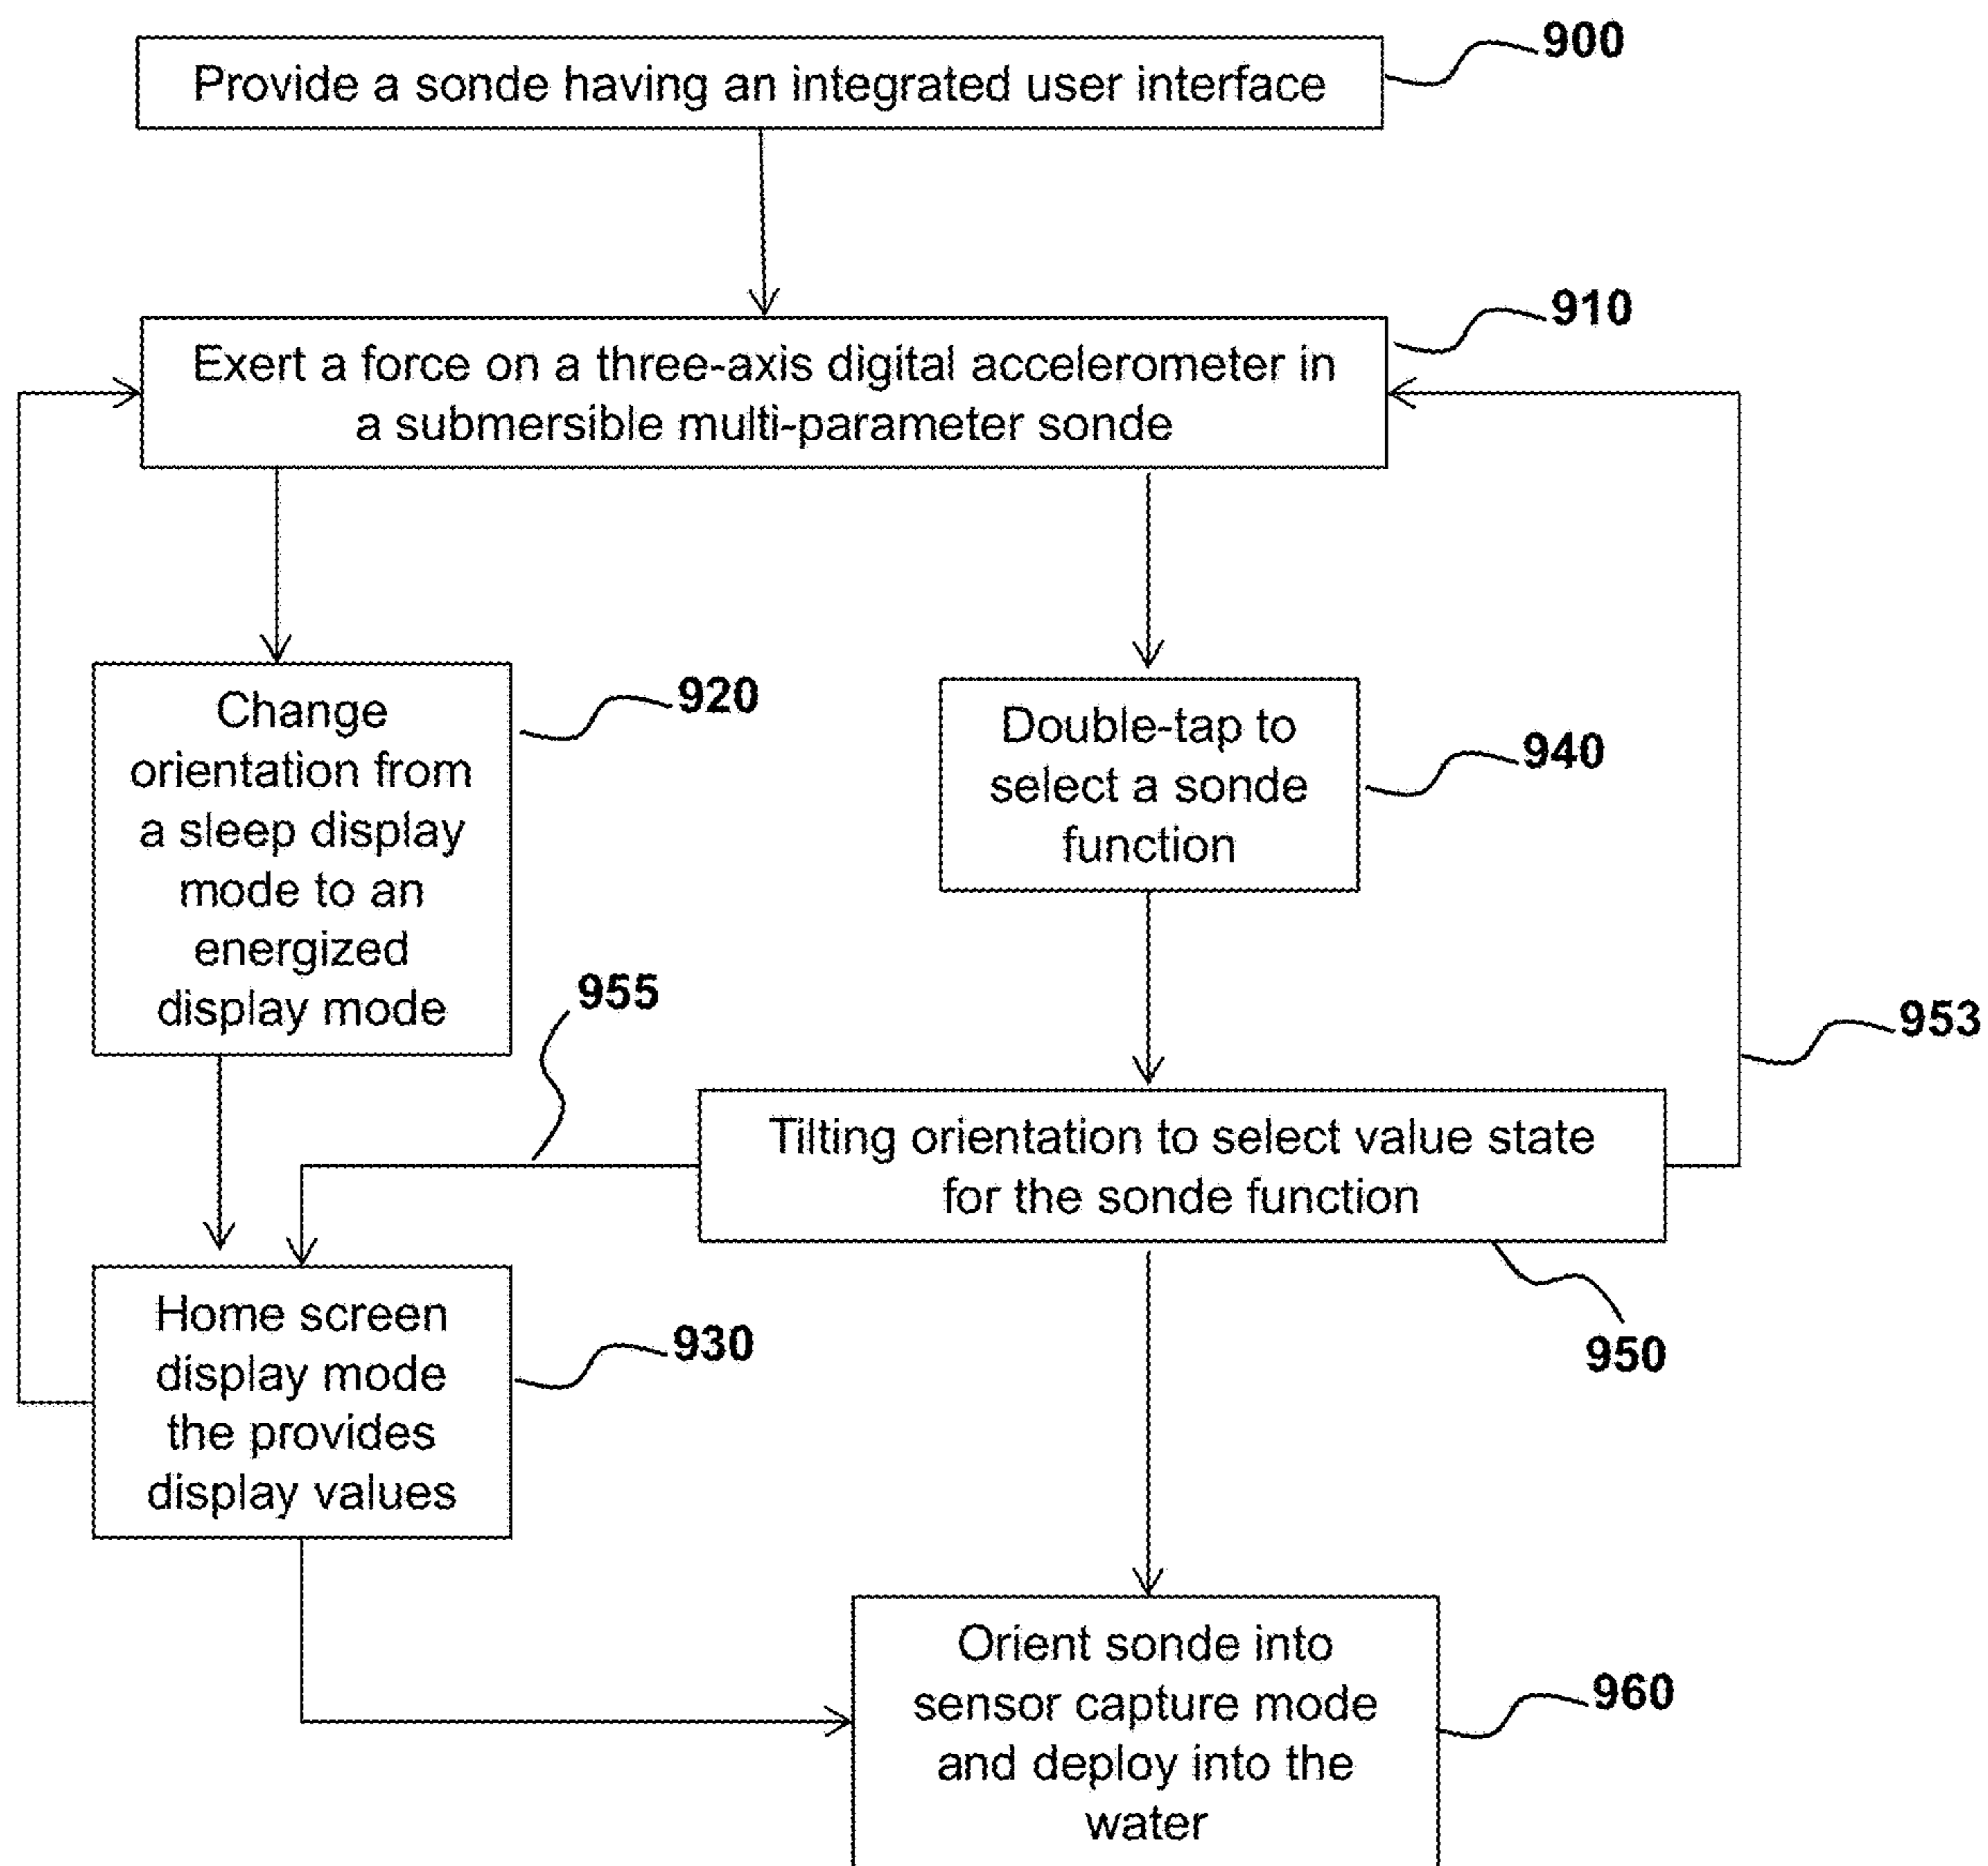 900
Provide a sonde having an integrated user interface
910
Exert a force on a three-axis digital accelerometer in
a submersible multi-parameter sonde
920
Change
orientation from
a sleep display
mode to an
energized
display mode
940
Double-tap to
select a sonde
function
955
953
Tilting orientation to select value state
for the sonde function
950
Home screen
display mode
the provides
display values
930
Orient sonde into
sensor capture mode
and deploy into the
water
960